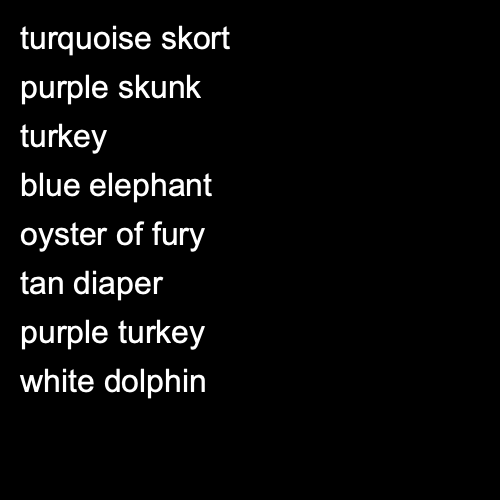 turquoise skort
purple skunk
turkey
blue elephant
oyster of fury
tan diaper
purple turkey
white dolphin